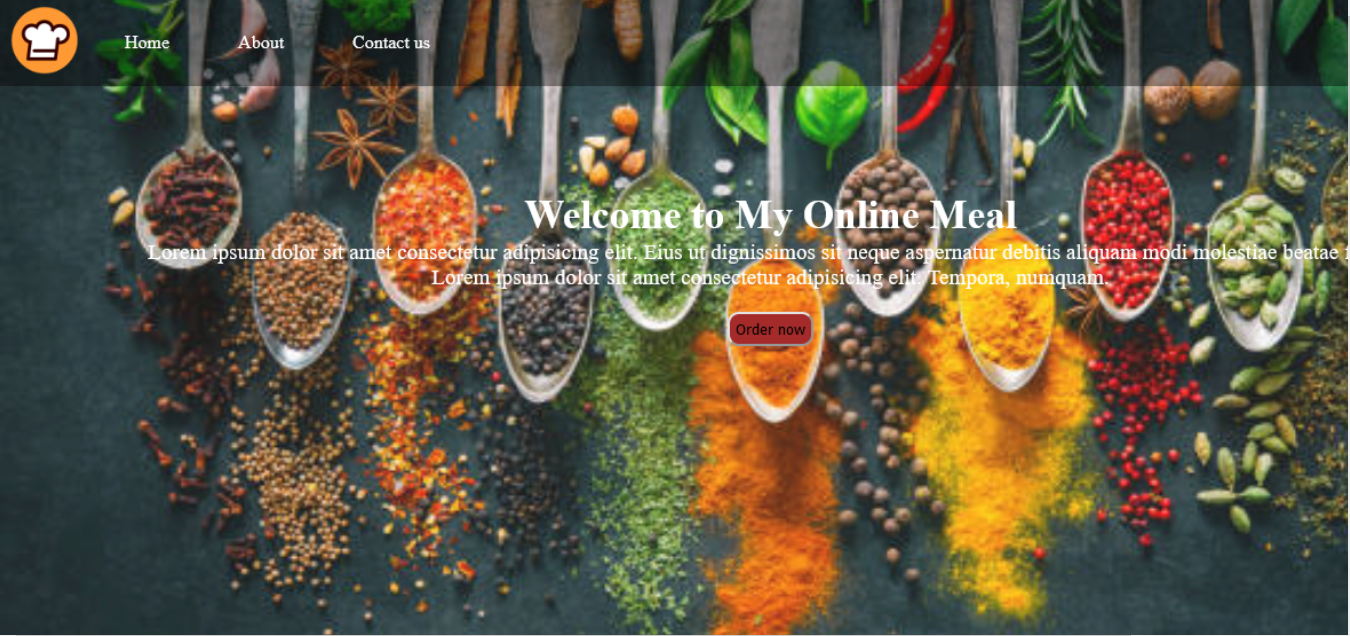 Home About Contact us
Welcome to My Online Meal
Lorem ipsum dolor sit amet consectetur adipisicing elit. Eius ut dignissimos sit neque aspernatur debitis aliquam modi molestiae beatae
Lorem ipsum dolor sit amet consectetur adipisicing elit. Tempora, numquam.
Order now